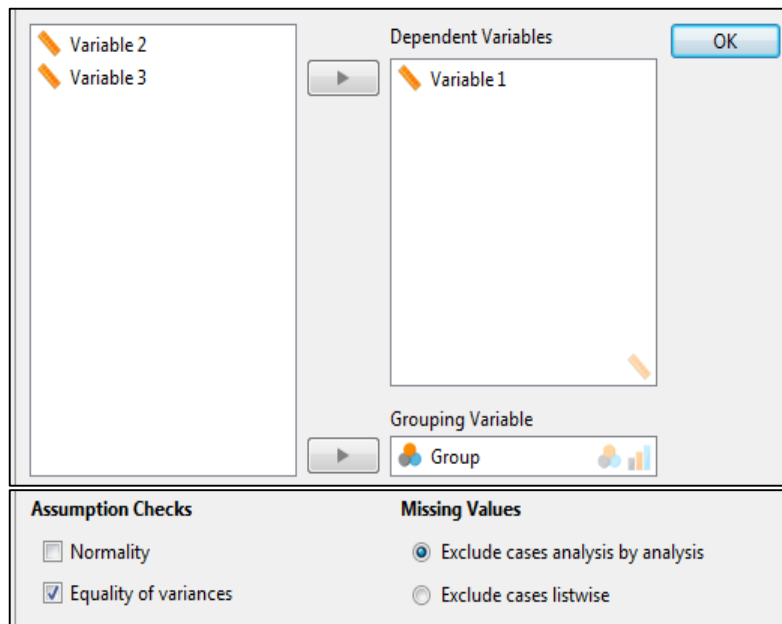 Variable 2
Variable 3
Dependent Variables
Variable 1
OK
Grouping Variable
Group
Assumption Checks
Normality
Equality of variances
Missing Values
Exclude cases analysis by analysis
Exclude cases listwise